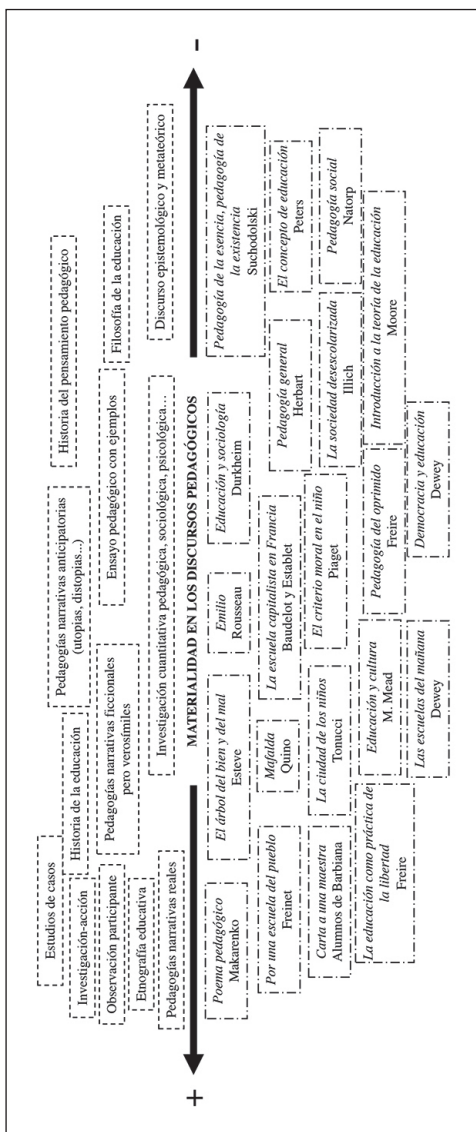 Estudios de casos
Historia de la educación
Pedagogías narrativas anticipatorias
(utopias, distopias...)
Historia del pensamiento pedagógico
Investigación-acción
Observación participante
Pedagogías narrativas ficcionales
pero verosímiles
Ensayo pedagógico con ejemplos
Filosofía de la educación
Etnografía educativa
Pedagogías narrativas reales
Investigación cuantitativa pedagógica, sociológica, psicológica...
Discurso epistemológico y metateórico
+
MATERIALIDAD EN LOS DISCURSOS PEDAGÓGICOS
-
Poema pedagógico
Makarenko
El árbol del bien y del mal
Esteve
Emilio
Rousseau
Educación y sociología
Durkheim
Pedagogía de la esencia, pedagogía de
la existencia
Suchodolski
Por una escuela del pueblo
Freinet
Mafalda
Quino
La escuela capitalista en Francia
Baudelot y Establet
Pedagogía general
Herbart
El concepto de educación
Peters
Carta a una maestra
Alumnos de Barbiana
La ciudad de los niños
Tonucci
El criterio moral en el niño
Piaget
La sociedad desescolarizada
Illich
Pedagogía social
Natorp
La educación como práctica de
la libertad
Freire
Educación y cultura
M. Mead
Pedagogía del oprimido
Freire
Introducción a la teoría de la educación
Moore
Las escuelas del mañana
Dewey
Democracia y educación
Dewey